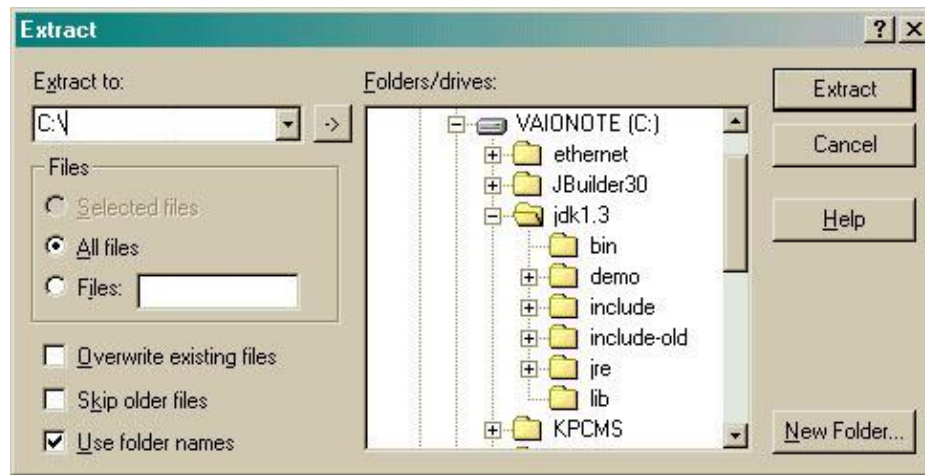 Extract
Extract to:
C:\
->
Files
Selected files
All files
Files:
Overwrite existing files
Skip older files
Use folder names
Folders/drives:
VAIONOTE (C:)
ethernet
JBuilder30
jdk1.3
bin
demo
include
include-old
jre
lib
KPCMS
Extract
Cancel
Help
New Folder...